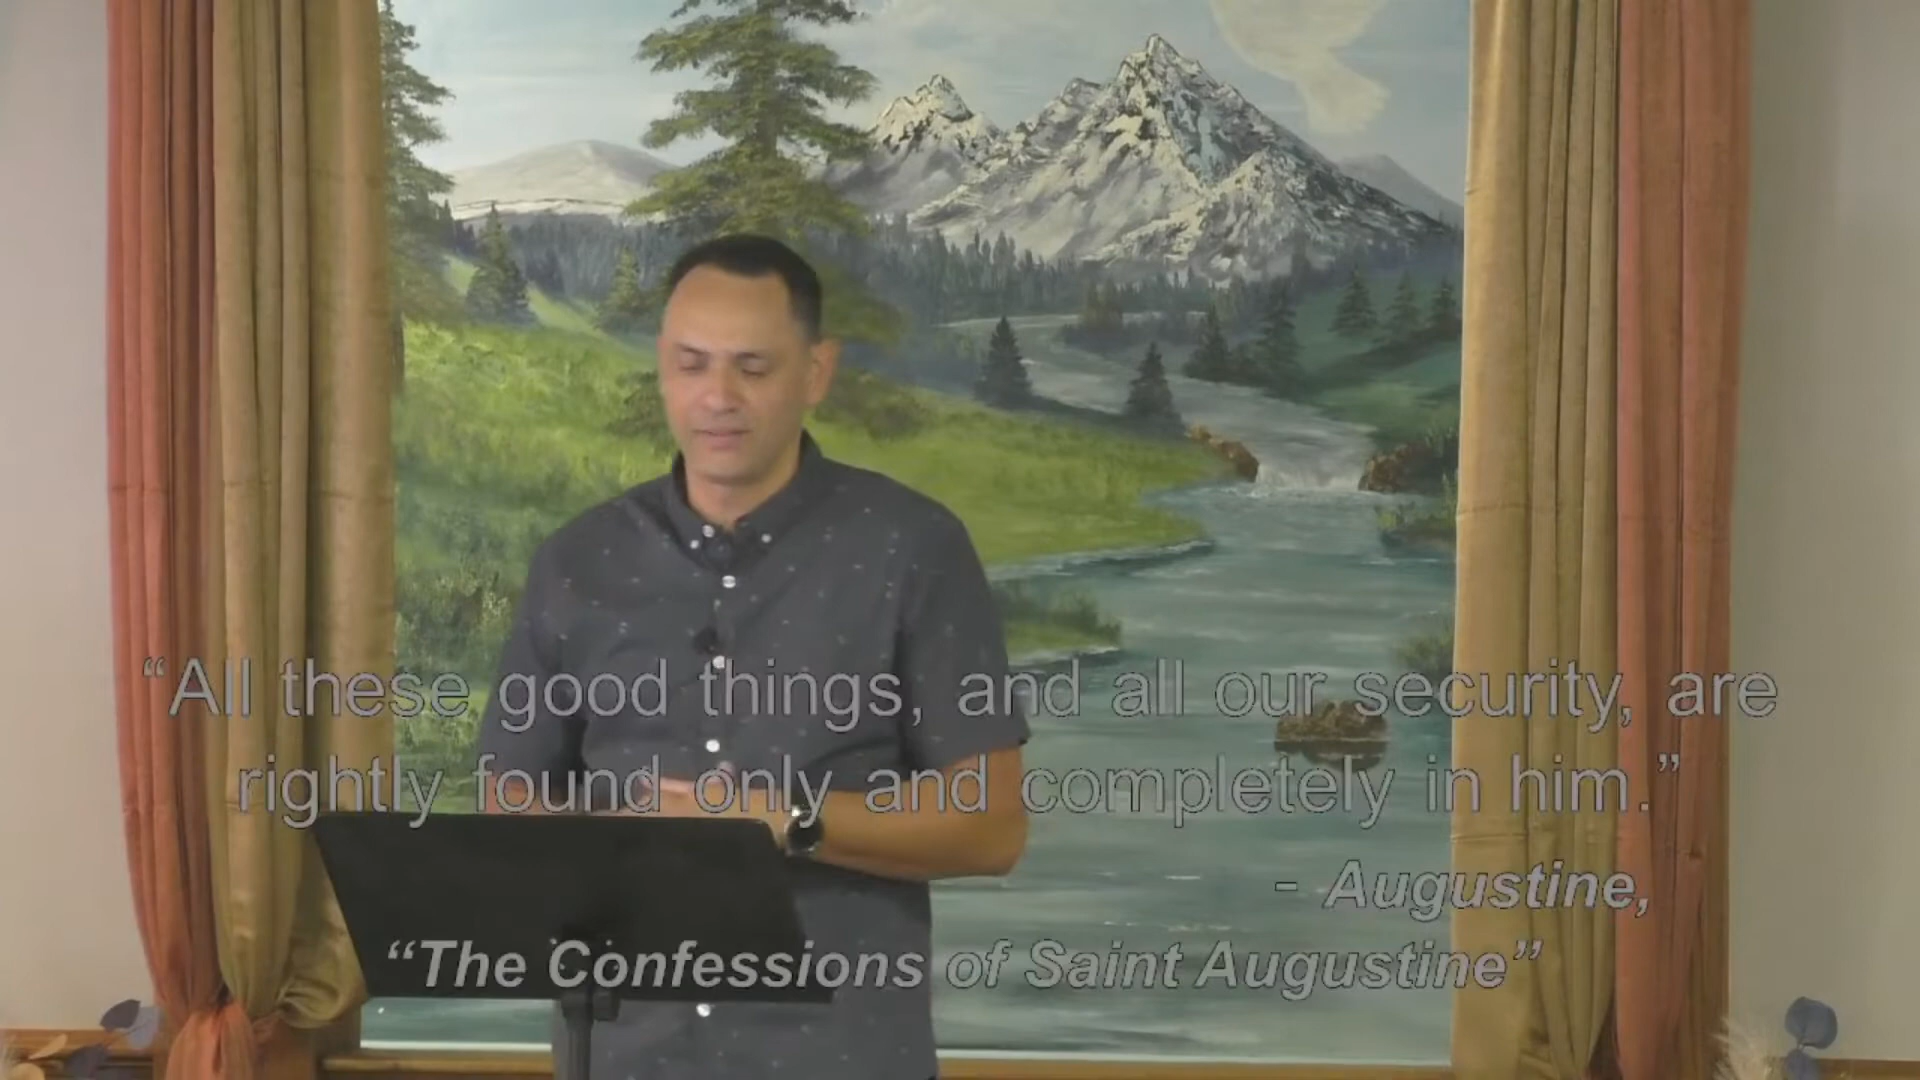 “All these good things, and all our security, are
rightly found only and completely in him.”
- Augustine,
“The Confessions of Saint Augustine”